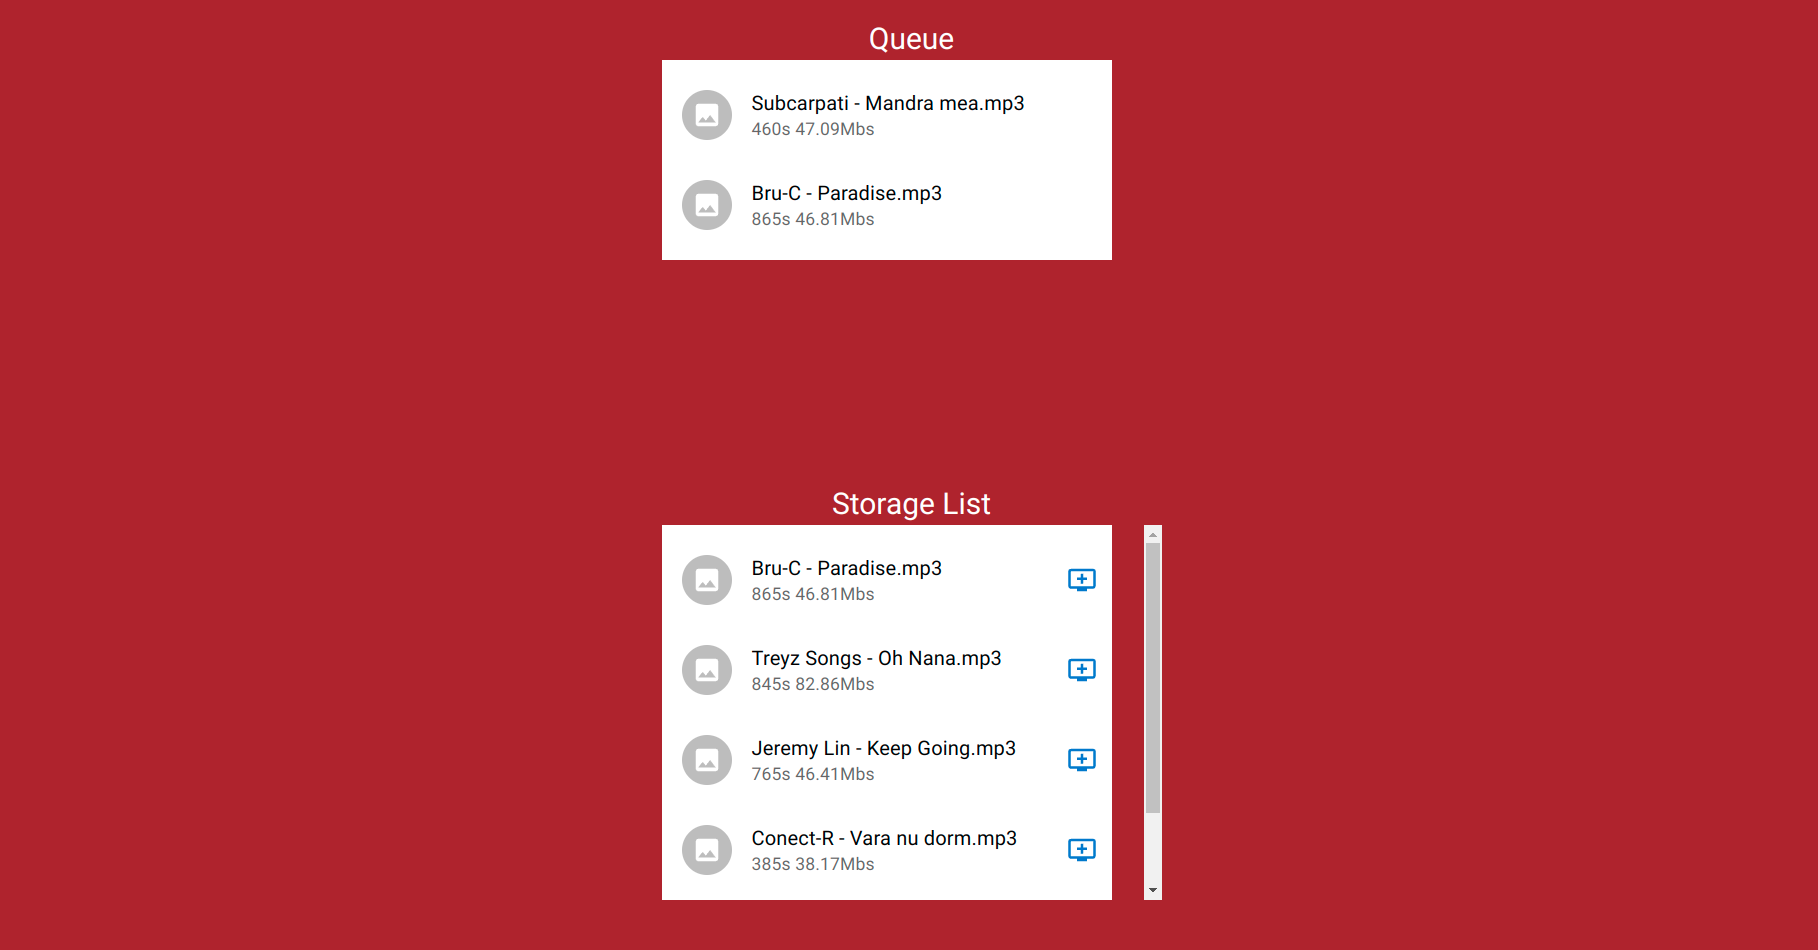 Queue
Subcarpati - Mandra mea.mp3
460s 47.09Mbs
Bru-C - Paradise.mp3
865s 46.81Mbs
Storage List
Bru-C - Paradise.mp3
865s 46.81Mbs
Treyz Songs - Oh Nana.mp3
845s 82.86Mbs
Jeremy Lin - Keep Going.mp3
765s 46.41Mbs
Conect-R - Vara nu dorm.mp3
385s 38.17Mbs